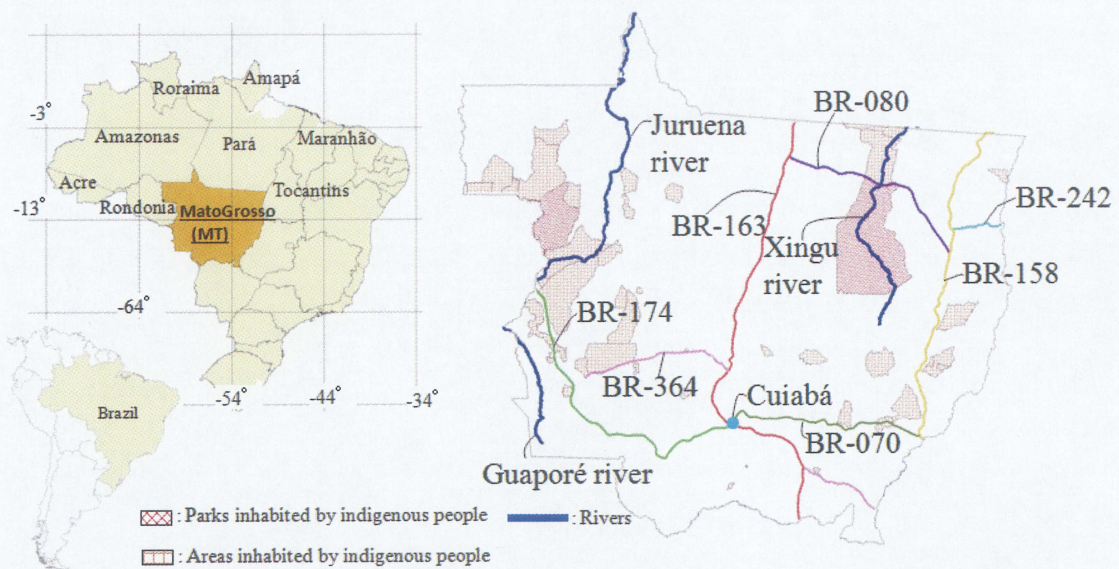 Roraima
Amapá
-3°
Amazonas
Pará
Maranhão
Acre
Tocantins
Rondonia
-13°
MatoGrosso
(MT)
-64°
-54°
-44°
-34°
Brazil
BR-080
Juruena
river
BR-242
BR-163
Xingu
river
BR-158
BR-174
BR-364
Cuiabá
BR-070
Guaporé river
: Parks inhabited by indigenous people
: Rivers
: Areas inhabited by indigenous people